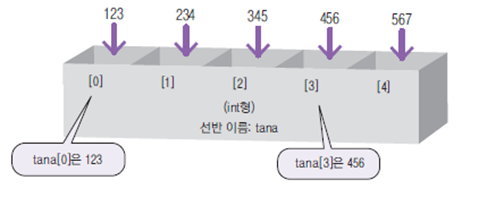 123 234 345 456 567
[0] [1] [2] [3] [4]
(int형)
선반 이름: tana
tana[0]은 123
tana[3]은 456